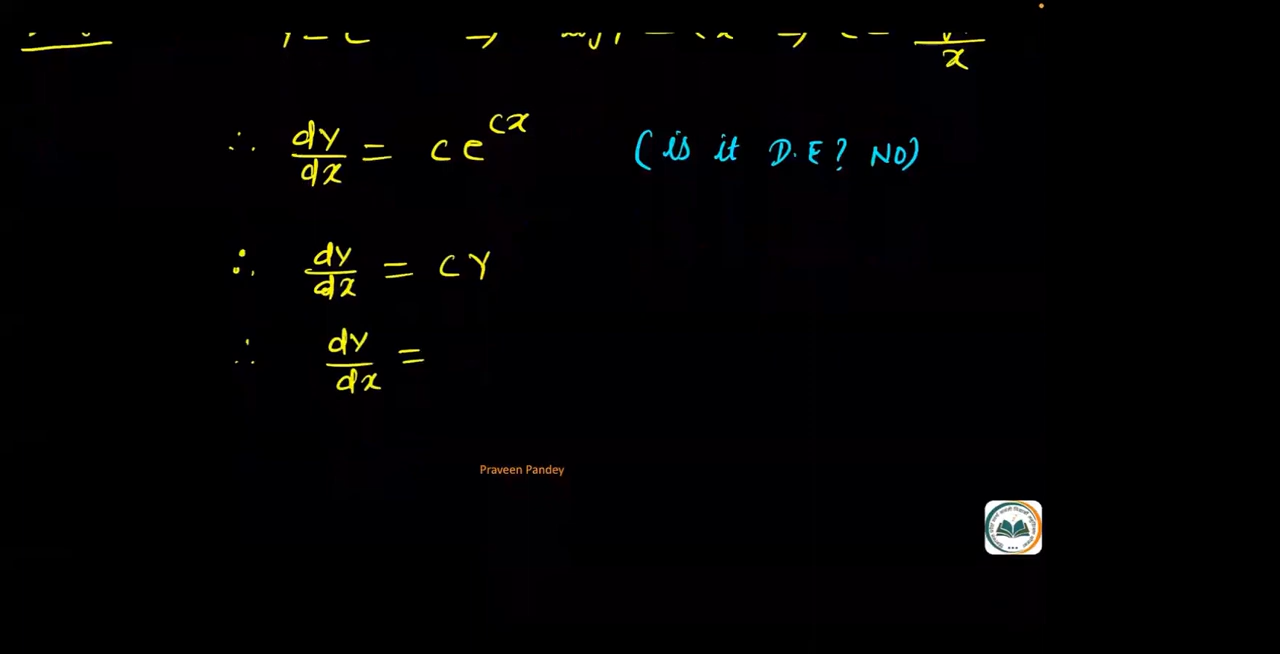 x
∴ dy/dx = ce^{cx} (is it D.E? NO)
∴ dy/dx = cy
∴ dy/dx =
Praveen Pandey